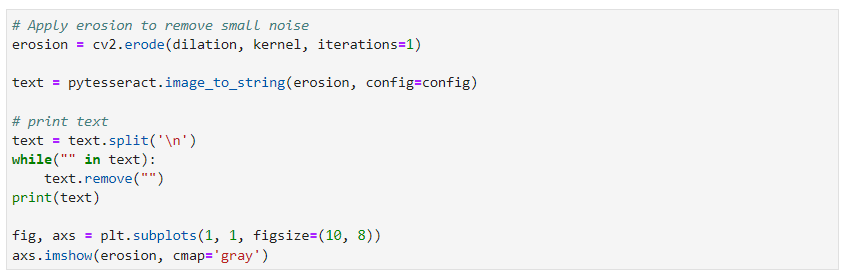 # Apply erosion to remove small noise
erosion = cv2.erode(dilation, kernel, iterations=1)
text = pytesseract.image_to_string(erosion, config=config)
# print text
text = text.split('\n')
while("" in text):
    text.remove("")
print(text)
fig, axs = plt.subplots(1, 1, figsize=(10, 8))
axs.imshow(erosion, cmap='gray')